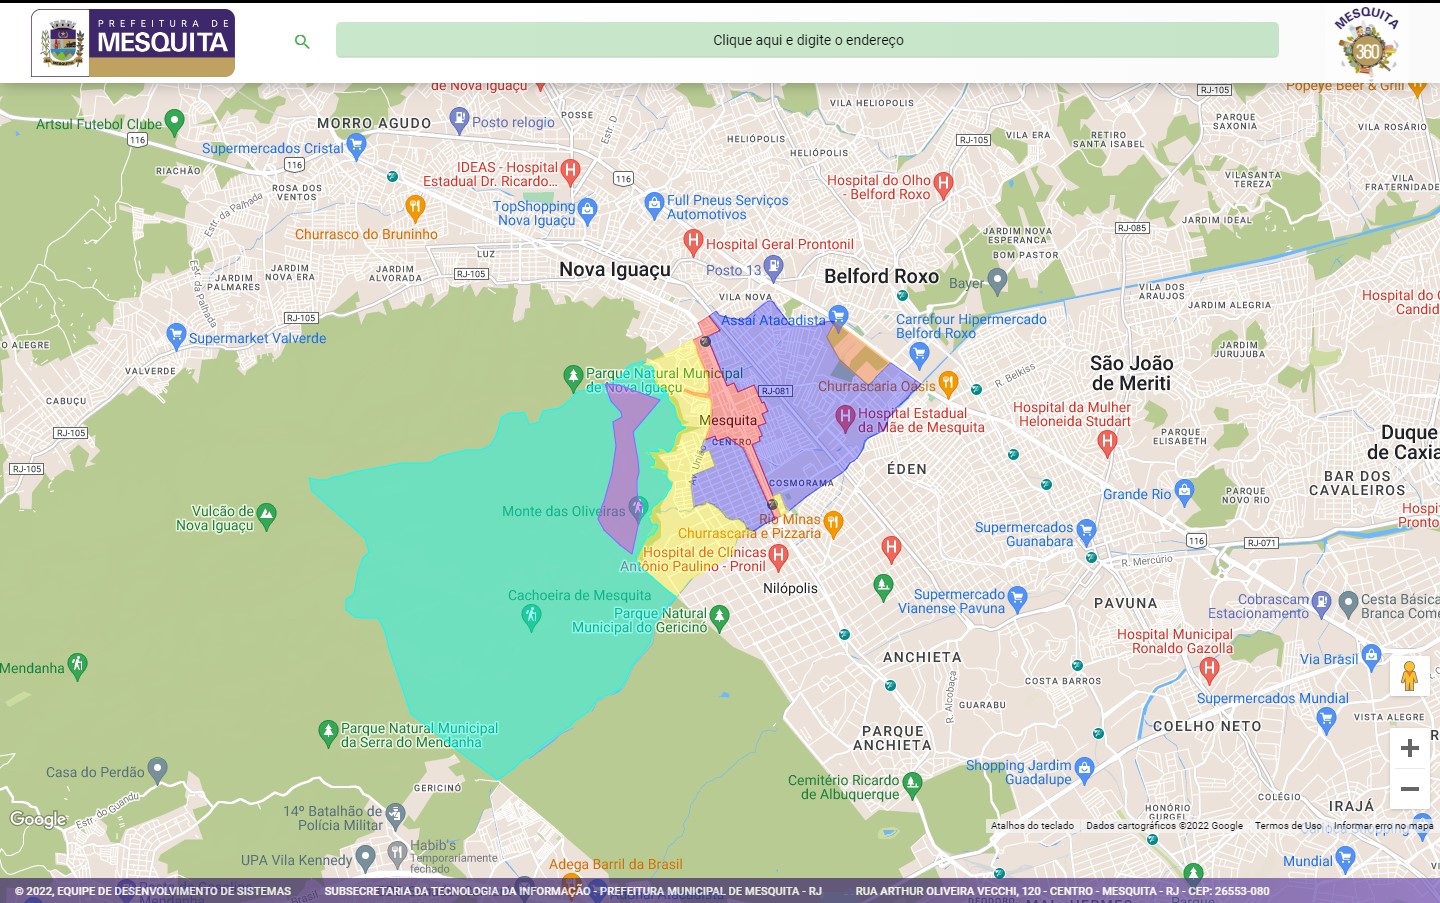 PREFEITURA DE
MESQUITA
Clique aqui e digite o endereço
MESQUITA
360
de Nova Iguaçu
RJ-105
Popeye Beer & Grill
Artsul Futebol Clube
116
MORRO AGUDO
Posto relogio
POSSE
Estr. D
VILA HELIOPOLIS
PARQUE
SAXONIA
VILA ROSÁRIO
Supermercados Cristal
116
HELIÓPOLIS
HELIÓPOLIS
RJ-105
VILA ERA
RETIRO
SANTA ISABEL
RIACHÃO
IDEAS - Hospital
Estadual Dr. Ricardo...
116
Hospital do Olho
- Belford Roxo
VILASANTA
TEREZA
VILA
FRATERNIDADE
ROSA DOS
VENTOS
Estr. da Palhada
TopShopping
Nova Iguaçu
Full Pneus Serviços
Automotivos
JARDIM IDEAL
RJ-085
Churrasco do Bruninho
JARDIM NOVA
ESPERANCA
Hospital Geral Prontonil
LUZ
BOM PASTOR
JARDIM
NOVA ERA
JARDIM
PALMARES
JARDIM
ALVORADA
RJ-105
Nova Iguaçu
Posto 13
Belford Roxo
Bayer
Estr. da Palhada
VILA NOVA
VILA DOS
ARAUJOS
JARDIM ALEGRIA
Hospital do
Candid
RJ-105
Assaí Atacadista
Carrefour Hipermercado
Belford Roxo
Supermarket Valverde
RO ALEGRE
JARDIM
JURUJUBA
VALVERDE
Parque Natural Municipal
de Nova Iguaçu
São João
de Meriti
R. Belkiss
Churrascaria Oásis
RJ-081
CABUÇU
Mesquita
Hospital Estadual
da Mãe de Mesquita
Hospital da Mulher
Heloneida Studart
RJ-105
CENTRO
PARQUE
ELISABETH
Duque
de Caxia
RJ-105
ÉDEN
BAR DOS
CAVALEIROS
COSMORAMA
Grande Rio
PARQUE
NOVO RIO
Vulcão de
Nova Iguaçu
Monte das Oliveiras
Rio Minas
Churrascaria e Pizzaria
Supermercados
Guanabara
Hospi
Pronto
116
RJ-071
Hospital de Clínicas
Antônio Paulino - Pronil
R. Mercúrio
Nilópolis
Cachoeira de Mesquita
Parque Natural
Municipal do Gericinó
Supermercado
Vianense Pavuna
PAVUNA
Cobrascam
Estacionamento
Cesta Básica
Branca Come
Hospital Municipal
Ronaldo Gazolla
Mendanha
ANCHIETA
Via Brasil
COSTA BARROS
R. Alcobaça
GUARABU
Supermercados Mundial
VISTA ALEGRE
Parque Natural Municipal
da Serra do Mendanha
PARQUE
ANCHIETA
COELHO NETO
Casa do Perdão
Shopping Jardim
Guadalupe
GERICINÓ
Cemitério Ricardo
de Albuquerque
Estr. do Guandu
COLÉGIO
IRAJÁ
14º Batalhão de
Polícia Militar
HONÓRIO
GURGEL
Google
Atalhos do teclado
Dados cartográficos ©2022 Google
Termos de Uso
Informar erro no mapa
Habib's
Temporariamente
fechado
UPA Vila Kennedy
Adega Barril da Brasil
Mundial
© 2022, EQUIPE DE DESENVOLVIMENTO DE SISTEMAS
SUBSECRETARIA DA TECNOLOGIA DA INFORMAÇÃO - PREFEITURA MUNICIPAL DE MESQUITA - RJ
RUA ARTHUR OLIVEIRA VECCHI, 120 - CENTRO - MESQUITA - RJ - CEP: 26553-080